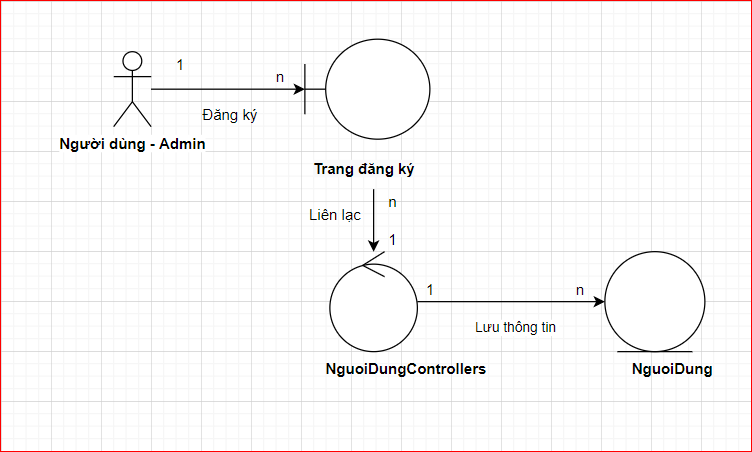 1
n
Đăng ký
Người dùng - Admin
Trang đăng ký
n
Liên lạc
1
1
n
Lưu thông tin
NguoiDungControllers
NguoiDung